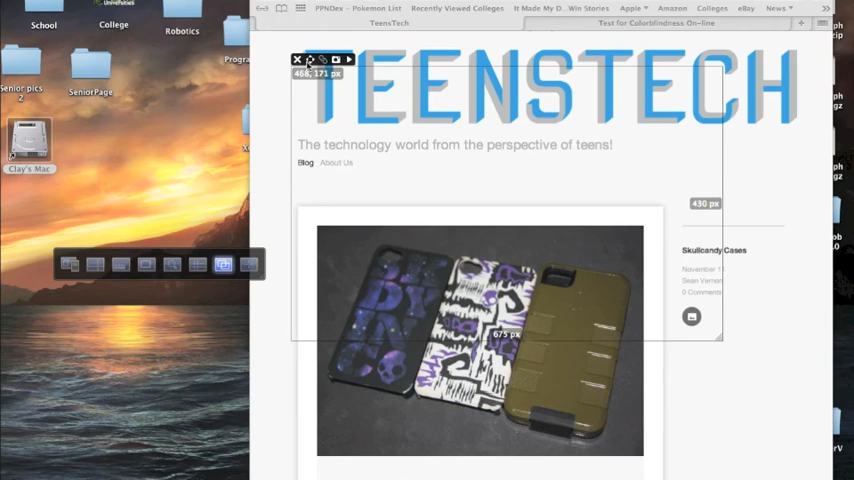 School
College
Robotics
Progra
Senior pics
2
SeniorPage
Clay's Mac
PPNDex - Pokemon List
Recently Viewed Colleges
It Made My D...Win Stories
Apple
Amazon
Colleges
eBay
News
TeensTech
Test for Colorblindness On-line
468, 171 px
TEENSTECH
The technology world from the perspective of teens!
Blog
About Us
430 px
675 px
Skullcandy Cases
November 1
Sean Vernon
0 Comments